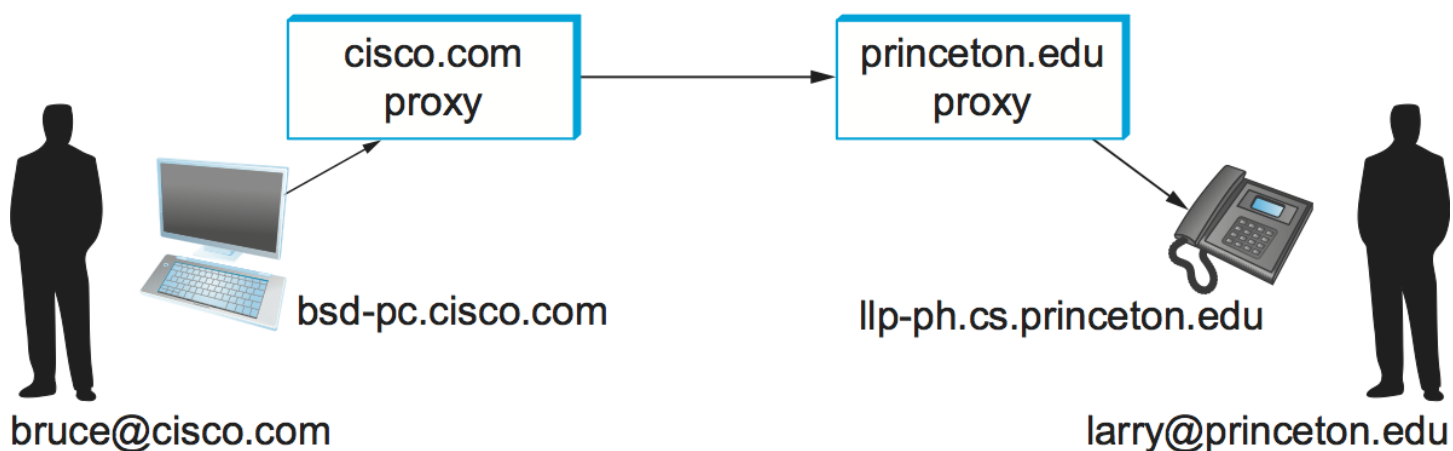 cisco.com
proxy
princeton.edu
proxy
bsd-pc.cisco.com
llp-ph.cs.princeton.edu
bruce@cisco.com
larry@princeton.edu